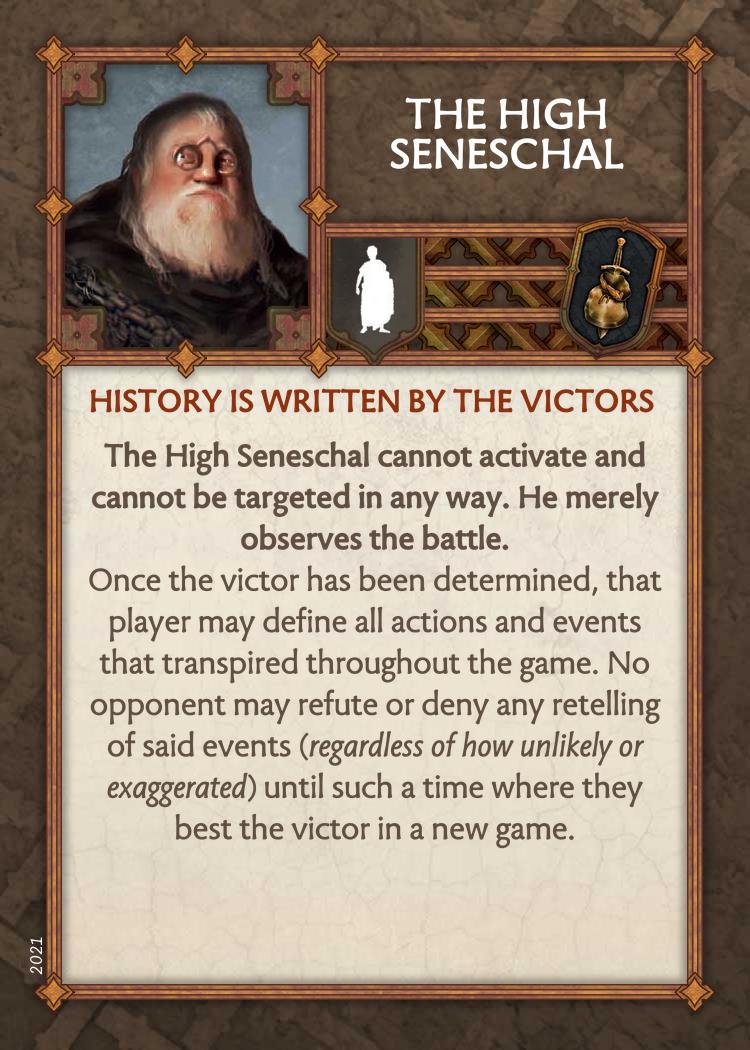 THE HIGH
SENESCHAL
HISTORY IS WRITTEN BY THE VICTORS
The High Seneschal cannot activate and
cannot be targeted in any way. He merely
observes the battle.
Once the victor has been determined, that
player may define all actions and events
that transpired throughout the game. No
opponent may refute or deny any retelling
of said events (regardless of how unlikely or
exaggerated) until such a time where they
best the victor in a new game.
2021